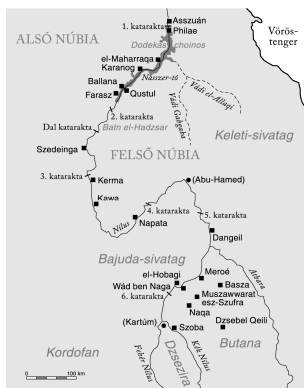 Asszuán
1. katarakta
Philae
ALSÓ NÚBIA
Dodekaschoinos
Vörös-
tenger
el-Maharraqa
Karanog
Nasszer-tó
Ballana
Qustul
Farasz
Vádi el-Allaqi
Vádi Gabgaba
2. katarakta
Batn el-Hadzsar
Dal katarakta
Keleti-sivatag
Szedeinga
FELSŐ NÚBIA
3. katarakta
Kerma
(Abu-Hamed)
Kawa
4. katarakta
5. katarakta
Nílus
Napata
Dangeil
Bajuda-sivatag
Atbara
el-Hobagi
Meroé
Wád ben Naga
Basza
6. katarakta
Muszawwarat
esz-Szufra
Naqa
Dzsebel Qeili
(Kartúm)
Szoba
Butana
Kordofan
Fehér Nílus
Dzsezíra
Kék Nílus
0
100 km